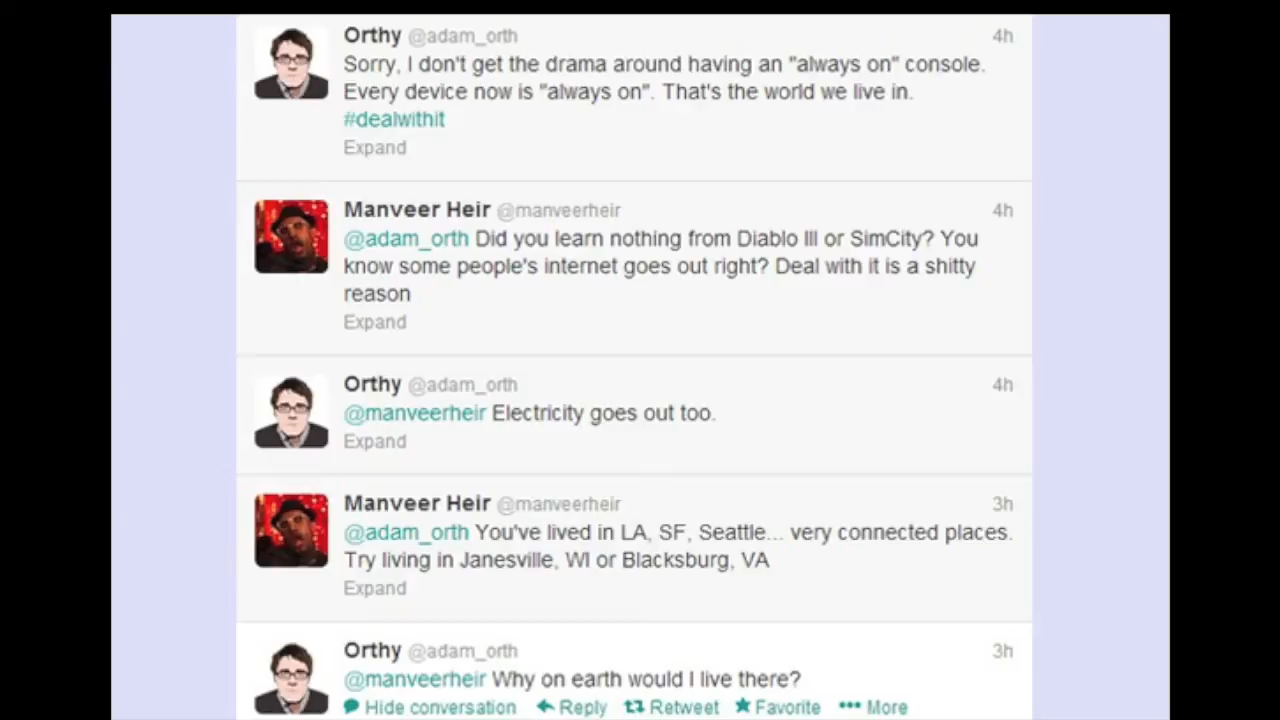 Orthy @adam_orth 4h
Sorry, I don't get the drama around having an "always on" console.
Every device now is "always on". That's the world we live in.
#dealwithit
Expand
Manveer Heir @manveerheir 4h
@adam_orth Did you learn nothing from Diablo III or SimCity? You
know some people's internet goes out right? Deal with it is a shitty
reason
Expand
Orthy @adam_orth 4h
@manveerheir Electricity goes out too.
Expand
Manveer Heir @manveerheir 3h
@adam_orth You've lived in LA, SF, Seattle... very connected places.
Try living in Janesville, WI or Blacksburg, VA
Expand
Orthy @adam_orth 3h
@manveerheir Why on earth would I live there?
Hide conversation Reply Retweet Favorite More